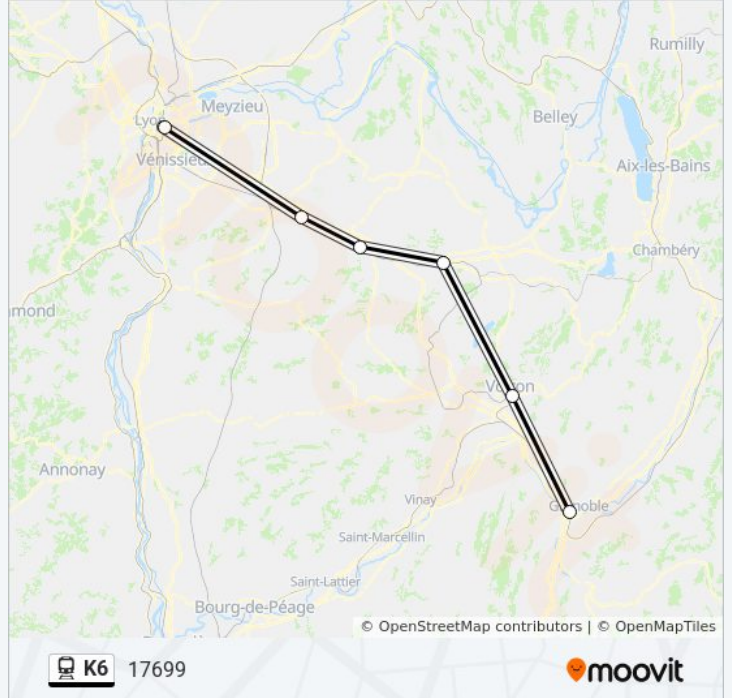 Rumilly
Meyzieu
Lyon
Belley
Vénissieux
Aix-les-Bains
Chambéry
mond
Voiron
Annonay
Vinay
Grenoble
Saint-Marcellin
Saint-Lattier
Bourg-de-Péage
© OpenStreetMap contributors | © OpenMapTiles
K6 17699
moovit